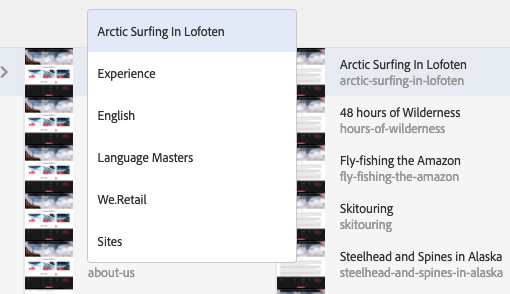 Arctic Surfing In Lofoten
Experience
English
Language Masters
We.Retail
Sites
about-us
Arctic Surfing In Lofoten
arctic-surfing-in-lofoten
48 hours of Wilderness
hours-of-wilderness
Fly-fishing the Amazon
fly-fishing-the-amazon
Skitouring
skitouring
Steelhead and Spines in Alaska
steelhead-and-spines-in-alaska